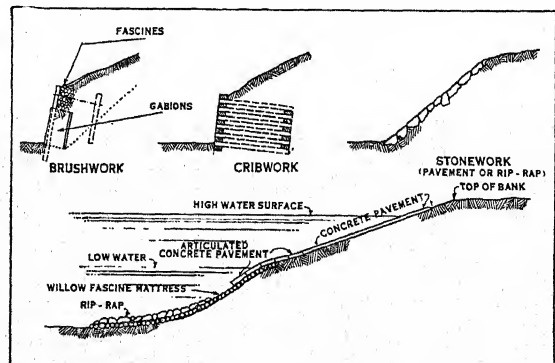 FASCINES
GABIONS
BRUSHWORK
CRIBWORK
STONEWORK
(PAVEMENT OR RIP-RAP)
TOP OF BANK
HIGH WATER SURFACE
CONCRETE PAVEMENT
ARTICULATED
CONCRETE PAVEMENT
LOW WATER
WILLOW FASCINE MATTRESS
RIP-RAP